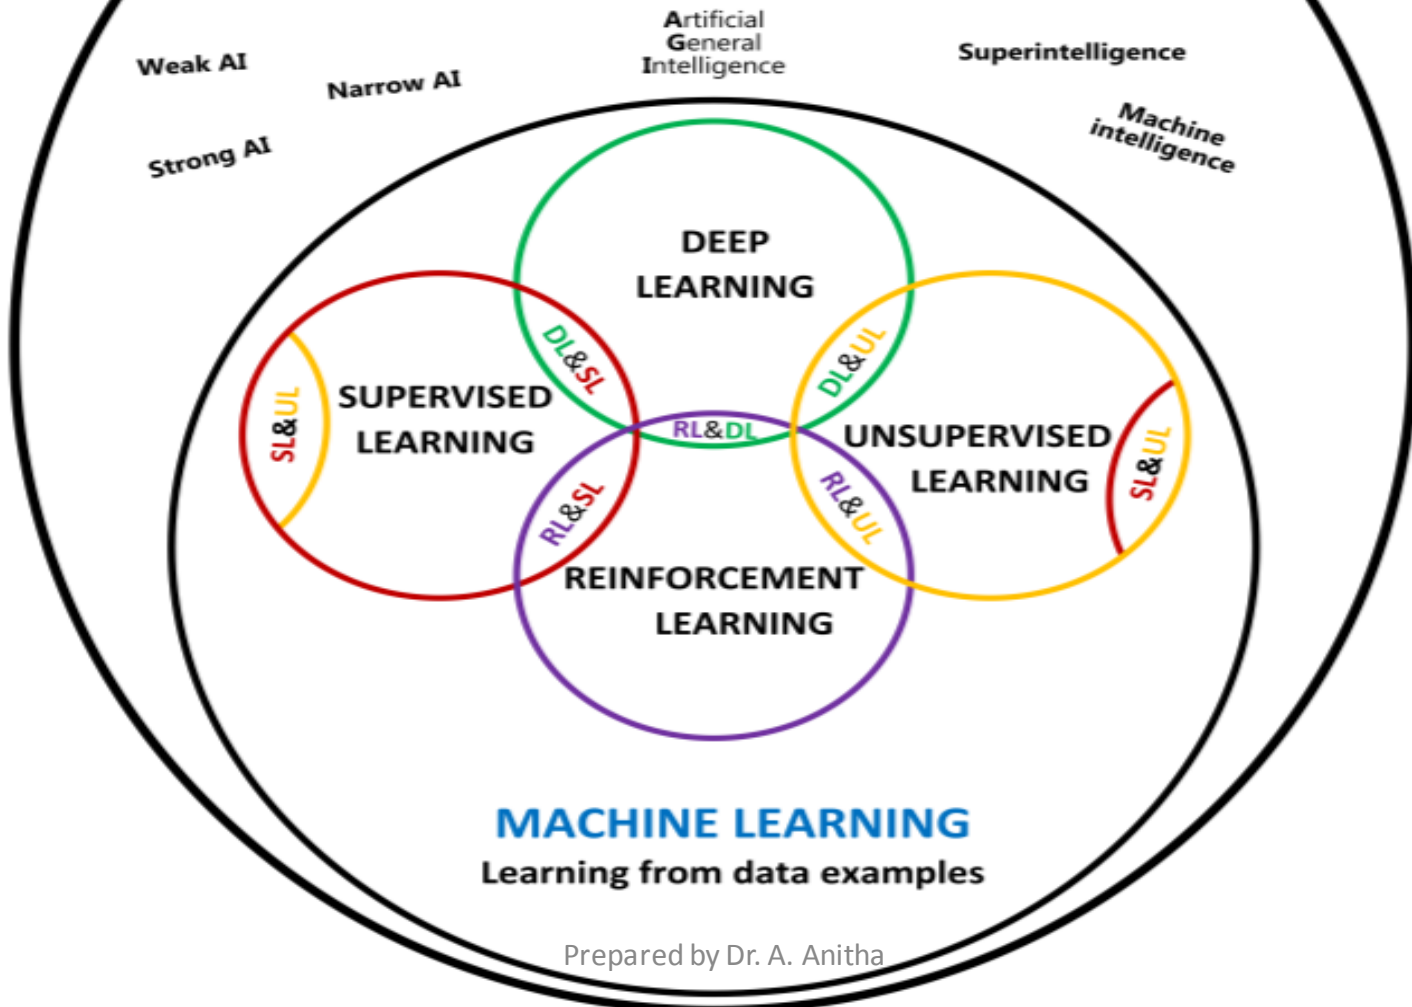 Artificial
General
Intelligence
Weak AI
Narrow AI
Strong AI
Superintelligence
Machine
intelligence
DEEP
LEARNING
DL&SL
DL&UL
SL&UL
SUPERVISED
LEARNING
RL&DL
UNSUPERVISED
LEARNING
SL&UL
RL&SL
RL&UL
REINFORCEMENT
LEARNING
MACHINE LEARNING
Learning from data examples
Prepared by Dr. A. Anitha